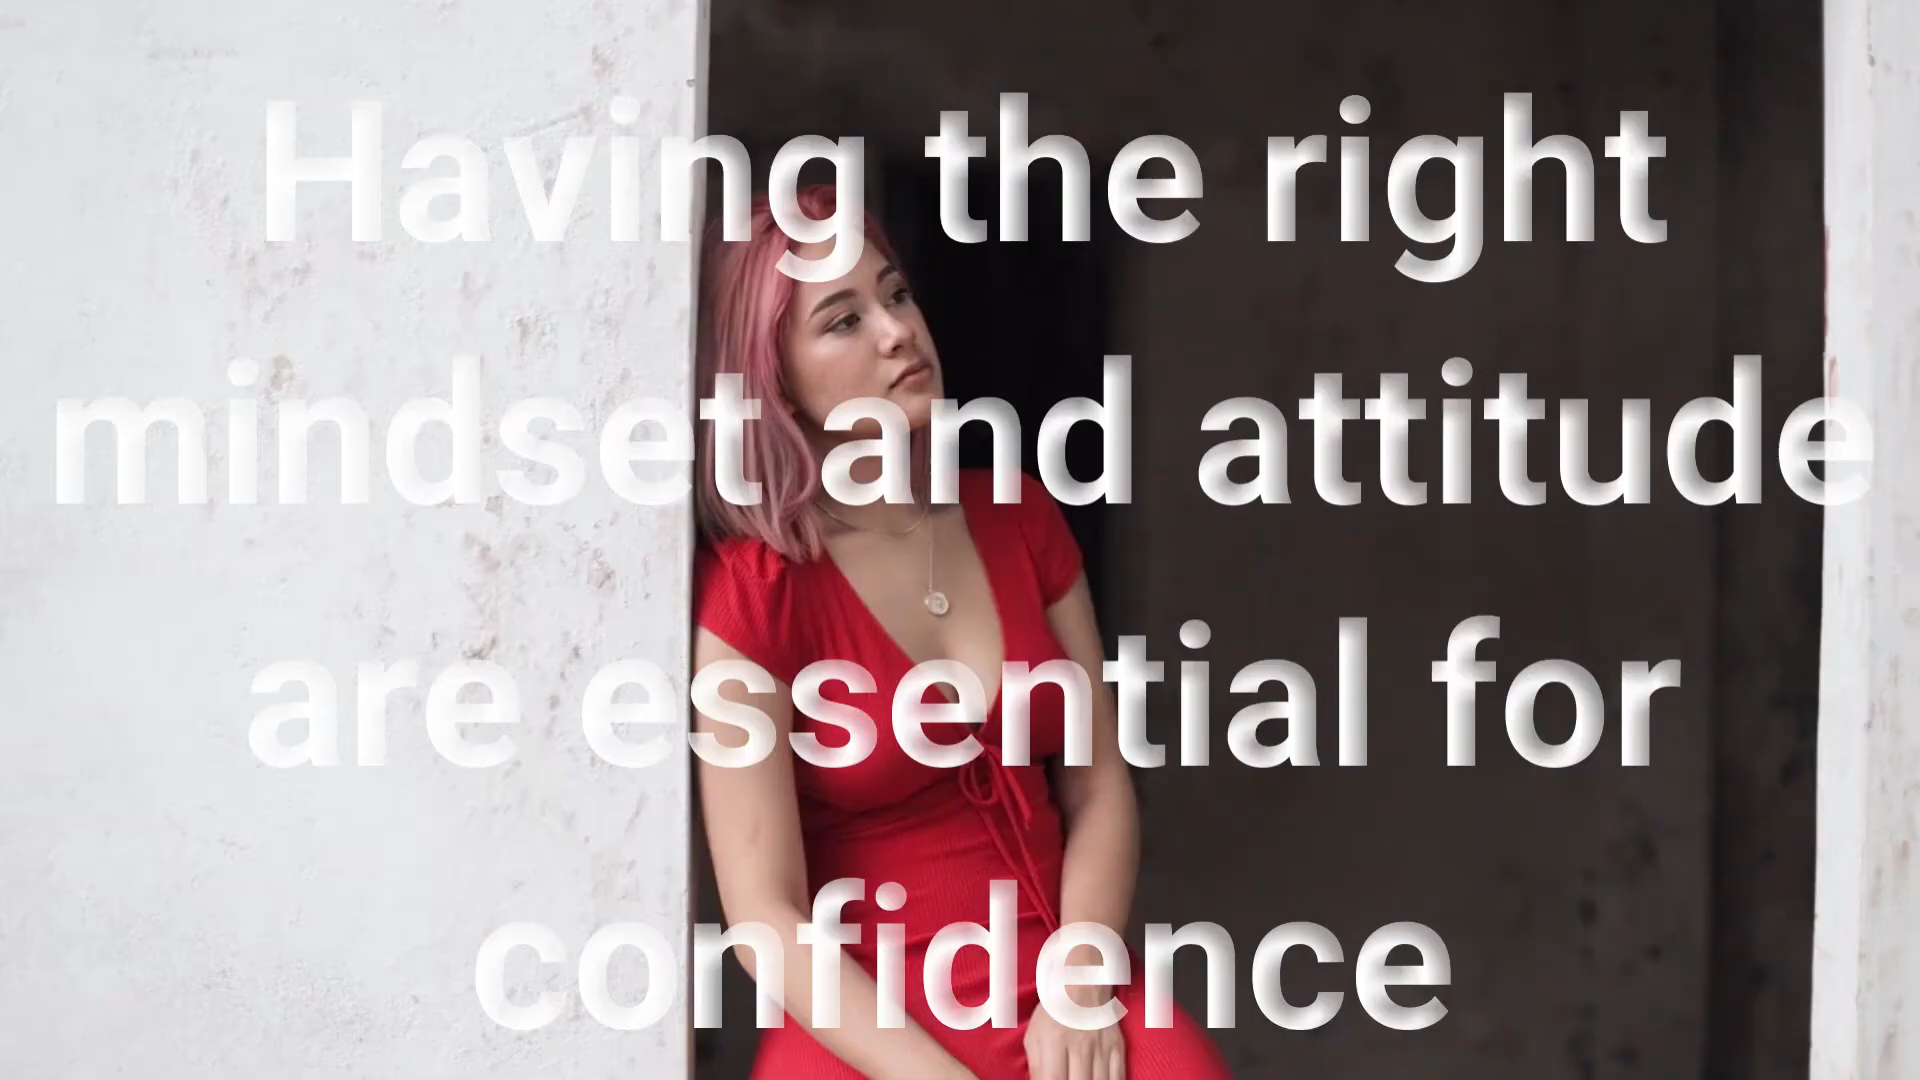 Having the right
mindset and attitude
are essential for
confidence